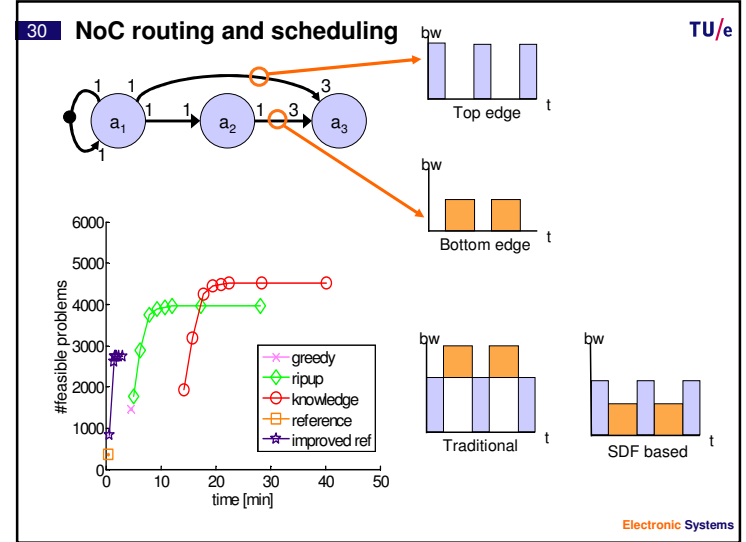 30 NoC routing and scheduling
TU/e
1 1 3
a1 1 1 a2 1 3 a3
1
bw
t
Top edge
bw
t
Bottom edge
6000
5000
4000
3000
2000
1000
0
#feasible problems
0 10 20 30 40 50
time [min]
greedy
ripup
knowledge
reference
improved ref
bw
t
Traditional
bw
t
SDF based
Electronic Systems